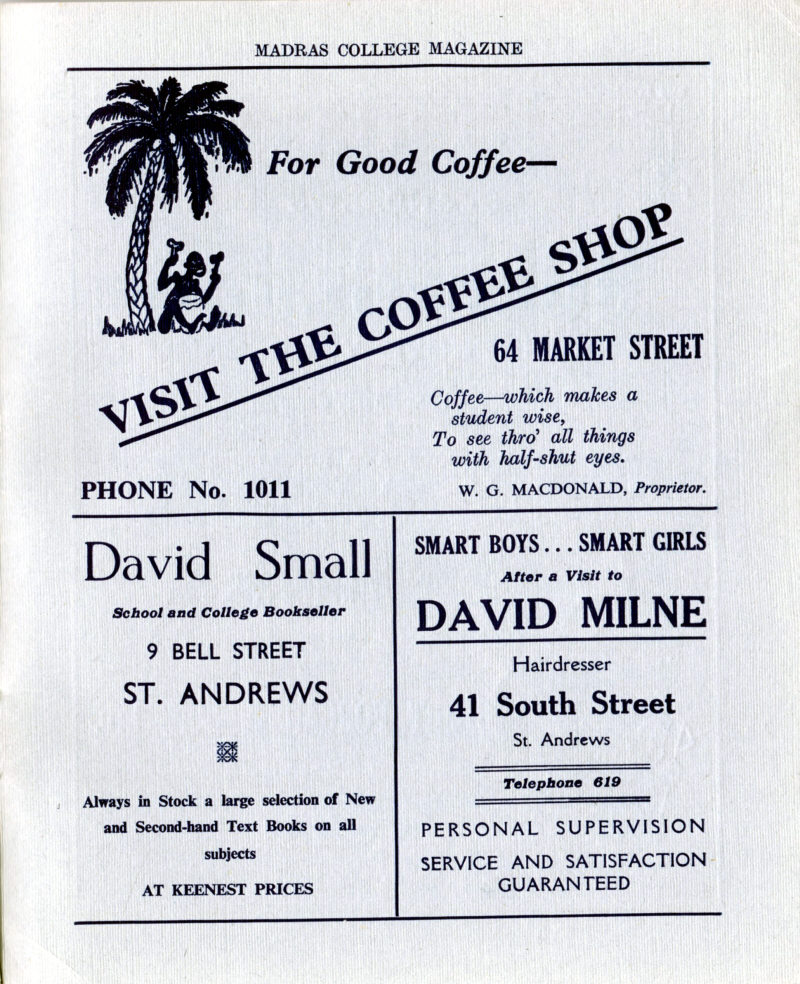 MADRAS COLLEGE MAGAZINE
For Good Coffee—
VISIT THE COFFEE SHOP
64 MARKET STREET
Coffee—which makes a
student wise,
To see thro' all things
with half-shut eyes.
PHONE No. 1011
W. G. MACDONALD, Proprietor.
David Small
School and College Bookseller
9 BELL STREET
ST. ANDREWS
Always in Stock a large selection of New
and Second-hand Text Books on all
subjects
AT KEENEST PRICES
SMART BOYS . . . SMART GIRLS
After a Visit to
DAVID MILNE
Hairdresser
41 South Street
St. Andrews
Telephone 619
PERSONAL SUPERVISION
SERVICE AND SATISFACTION
GUARANTEED